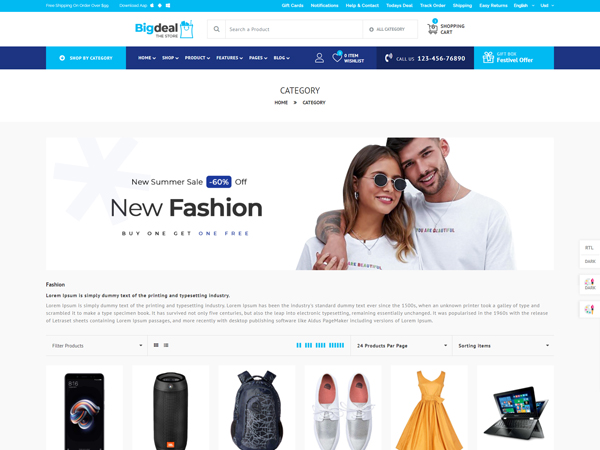 Free Shipping On Order Over $99 Download App Gift Cards Notifications Help & Contact Todays Deal Track Order Shipping Easy Returns English Usd
Bigdeal
THE STORE
Search a Product
ALL CATEGORY
0
SHOPPING
CART
SHOP BY CATEGORY
HOME SHOP PRODUCT FEATURES PAGES BLOG
0 ITEM
WISHLIST
CALL US 123-456-76890
GIFT BOX
Festivel Offer
CATEGORY
HOME » CATEGORY
New Summer Sale -60% Off
New Fashion
BUY ONE GET ONE FREE
YOU ARE BEAUTIFUL.
RTL
DARK
DARK
Fashion
Lorem Ipsum is simply dummy text of the printing and typesetting industry.
Lorem Ipsum is simply dummy text of the printing and typesetting industry. Lorem Ipsum has been the industry's standard dummy text ever since the 1500s, when an unknown printer took a galley of type and
scrambled it to make a type specimen book. It has survived not only five centuries, but also the leap into electronic typesetting, remaining essentially unchanged. It was popularised in the 1960s with the release
of Letraset sheets containing Lorem Ipsum passages, and more recently with desktop publishing software like Aldus PageMaker including versions of Lorem Ipsum.
Filter Products 24 Products Par Page Sorting Items
JBL